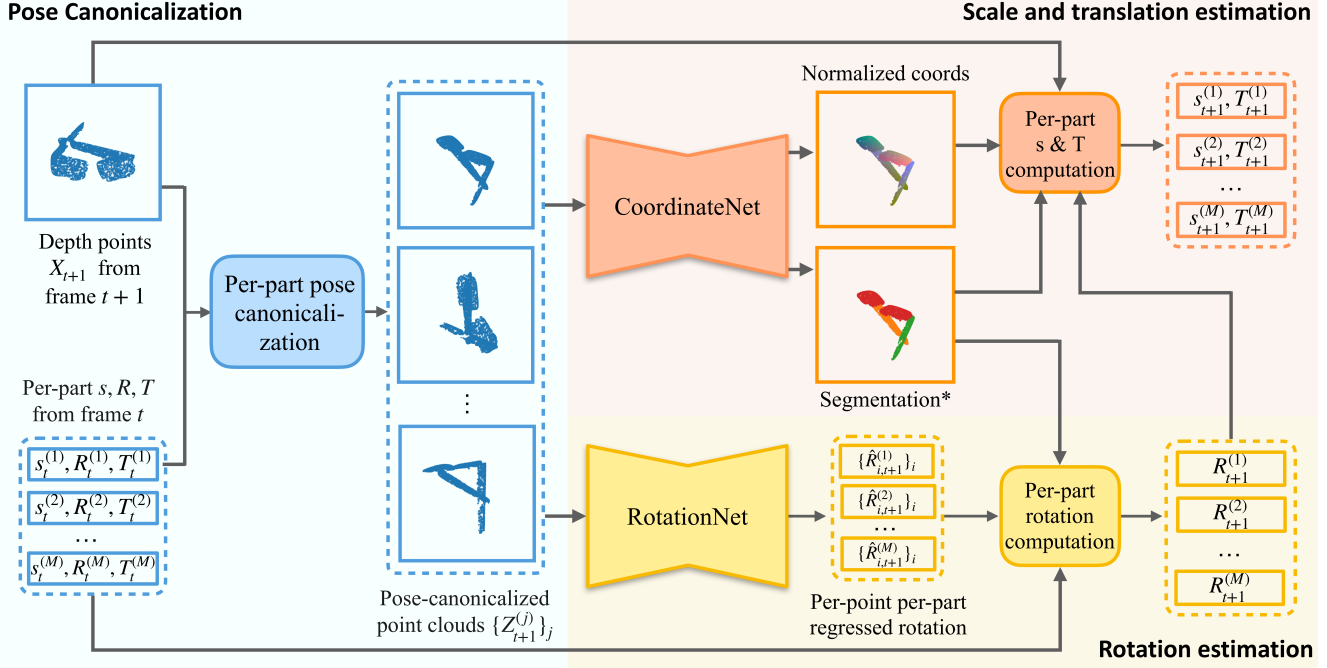 Pose Canonicalization
Scale and translation estimation
Depth points
X_{t+1} from
frame t + 1
Per-part s, R, T
from frame t
s_t^{(1)}, R_t^{(1)}, T_t^{(1)}
s_t^{(2)}, R_t^{(2)}, T_t^{(2)}
...
s_t^{(M)}, R_t^{(M)}, T_t^{(M)}
Per-part pose
canonicali-
zation
⋮
Pose-canonicalized
point clouds {Z_{t+1}^{(j)}}_j
CoordinateNet
Normalized coords
Segmentation*
Per-part
s & T
computation
s_{t+1}^{(1)}, T_{t+1}^{(1)}
s_{t+1}^{(2)}, T_{t+1}^{(2)}
...
s_{t+1}^{(M)}, T_{t+1}^{(M)}
RotationNet
{R̂_{i,t+1}^{(1)}}_i
{R̂_{i,t+1}^{(2)}}_i
...
{R̂_{i,t+1}^{(M)}}_i
Per-point per-part
regressed rotation
Per-part
rotation
computation
R_{t+1}^{(1)}
R_{t+1}^{(2)}
...
R_{t+1}^{(M)}
Rotation estimation